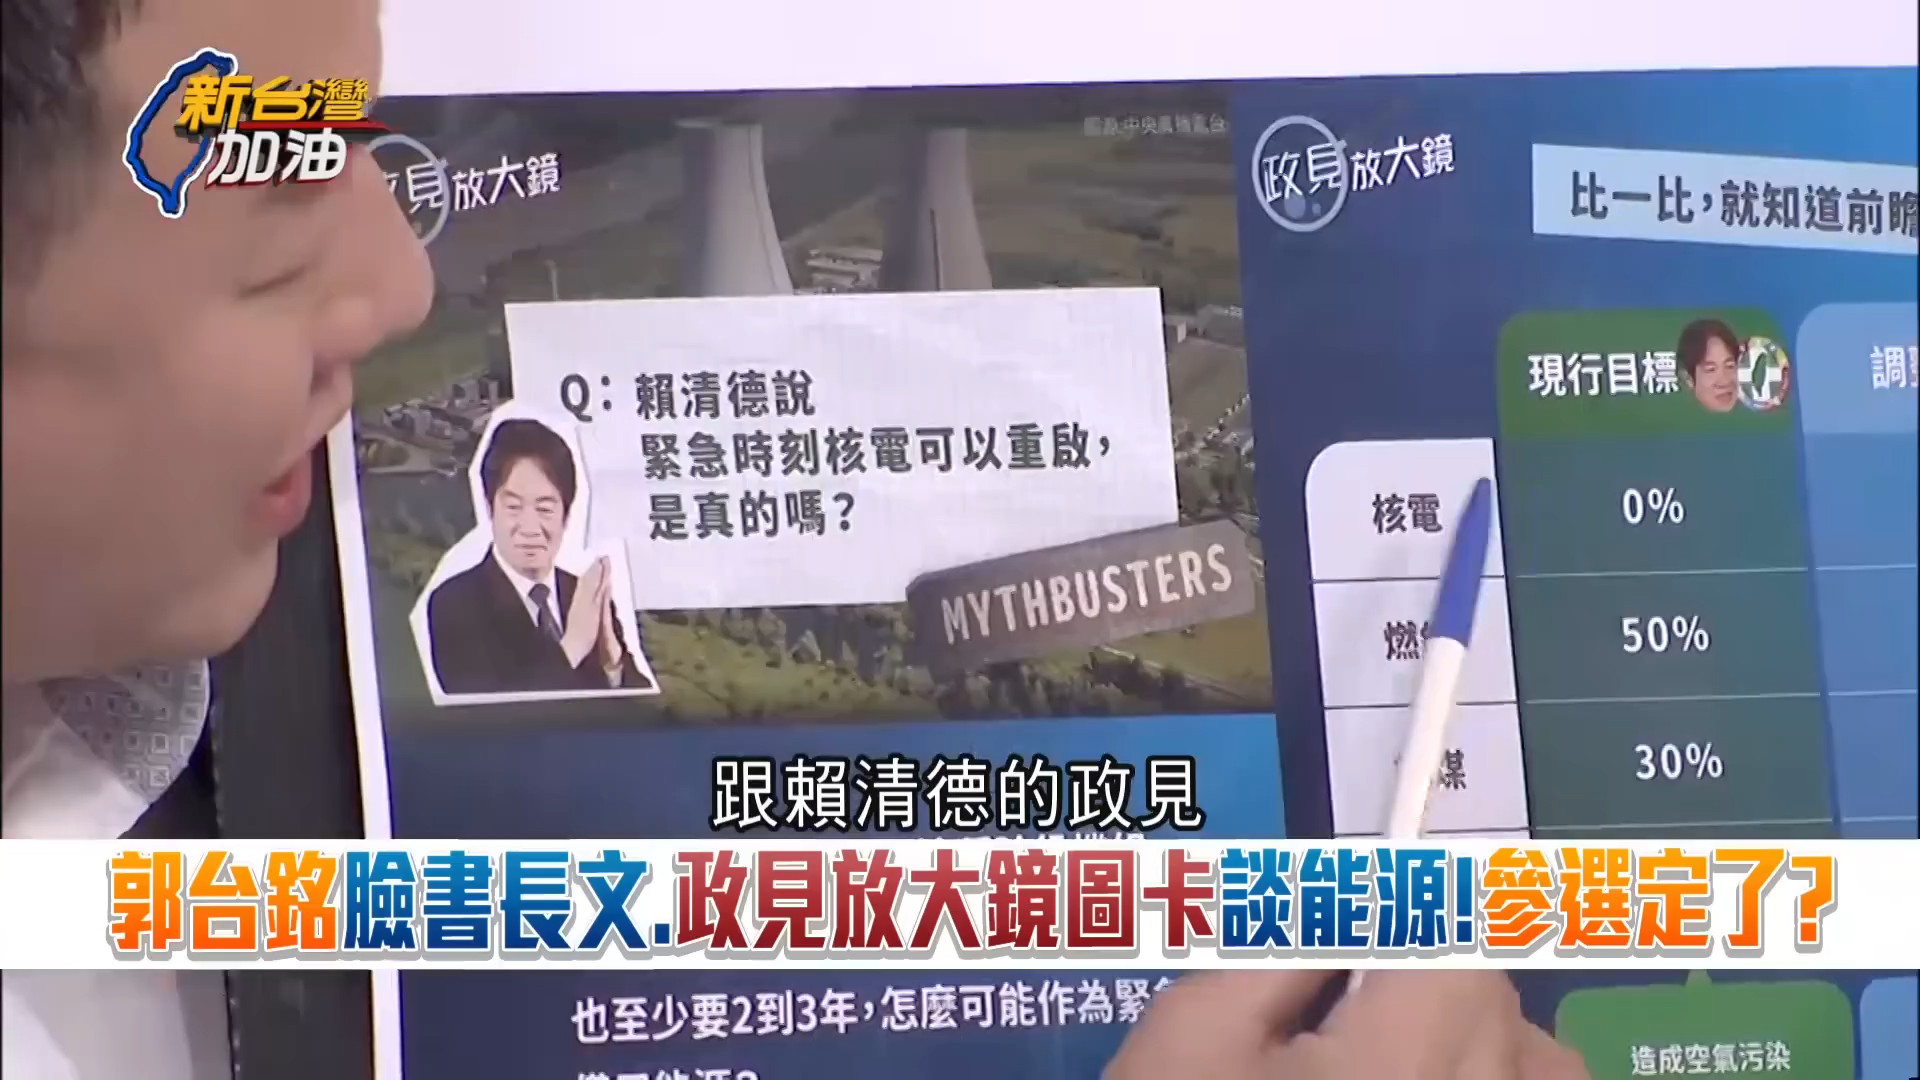 新台灣
加油
見放大鏡
Q：賴清德說
緊急時刻核電可以重啟，
是真的嗎？
MYTHBUSTERS
政見放大鏡
比一比，就知道前瞻
現行目標
調整
核電
0%
50%
煤
30%
跟賴清德的政見
郭台銘臉書長文.政見放大鏡圖卡談能源!參選定了?
也至少要2到3年，怎麼可能作為緊急
造成空氣污染